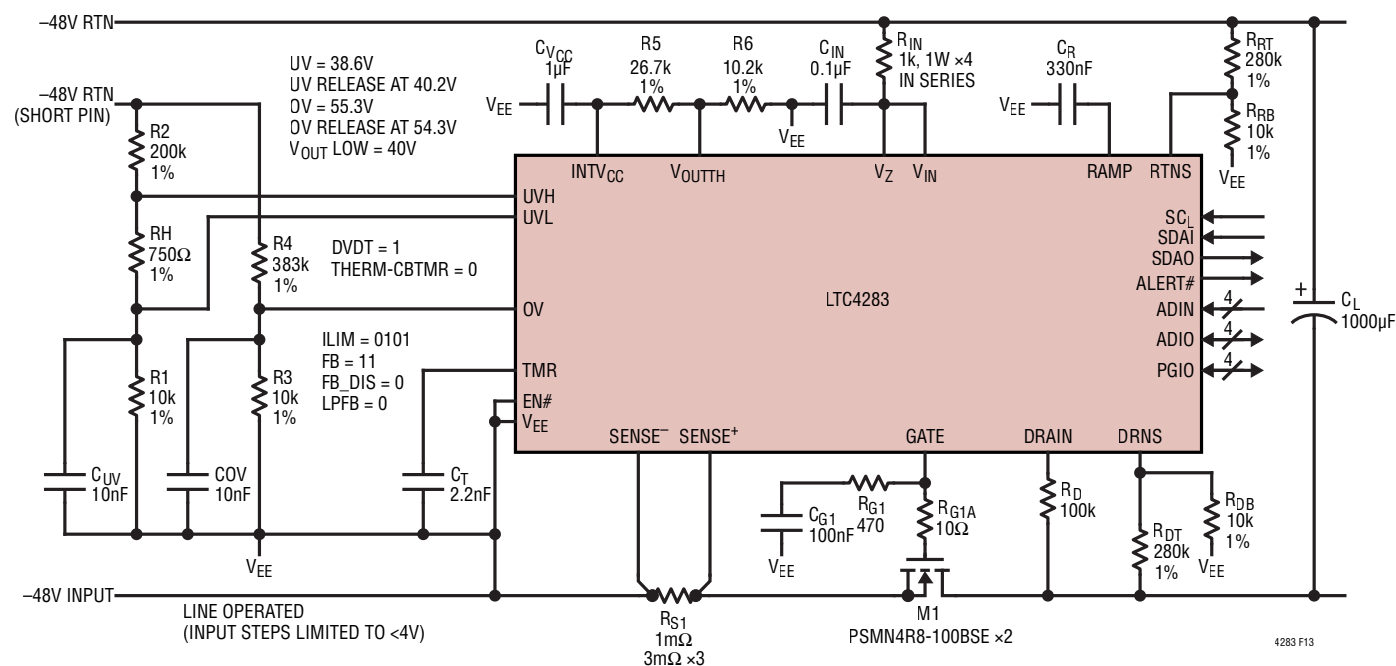 –48V RTN
–48V RTN
(SHORT PIN)
UV = 38.6V
UV RELEASE AT 40.2V
OV = 55.3V
OV RELEASE AT 54.3V
VOUT LOW = 40V
CVCC
1µF
VEE
R5
26.7k
1%
R6
10.2k
1%
VEE
CIN
0.1µF
RIN
1k, 1W ×4
IN SERIES
CR
330nF
VEE
RRT
280k
1%
RRB
10k
1%
VEE
R2
200k
1%
RH
750Ω
1%
R4
383k
1%
DVDT = 1
THERM-CBTMR = 0
ILIM = 0101
FB = 11
FB_DIS = 0
LPFB = 0
R1
10k
1%
R3
10k
1%
CUV
10nF
COV
10nF
CT
2.2nF
VEE
INTVCC
VOUTTH
VZ
VIN
RAMP
RTNS
UVH
UVL
OV
TMR
EN#
VEE
LTC4283
SCL
SDAI
SDAO
ALERT#
ADIN
4
ADIO
4
PGIO
4
SENSE–
SENSE+
GATE
DRAIN
DRNS
CL
1000µF
+
CG1
100nF
VEE
RG1
470
RG1A
10Ω
RD
100k
RDT
280k
1%
RDB
10k
1%
VEE
–48V INPUT
LINE OPERATED
(INPUT STEPS LIMITED TO <4V)
RS1
1mΩ
3mΩ ×3
M1
PSMN4R8-100BSE ×2
4283 F13